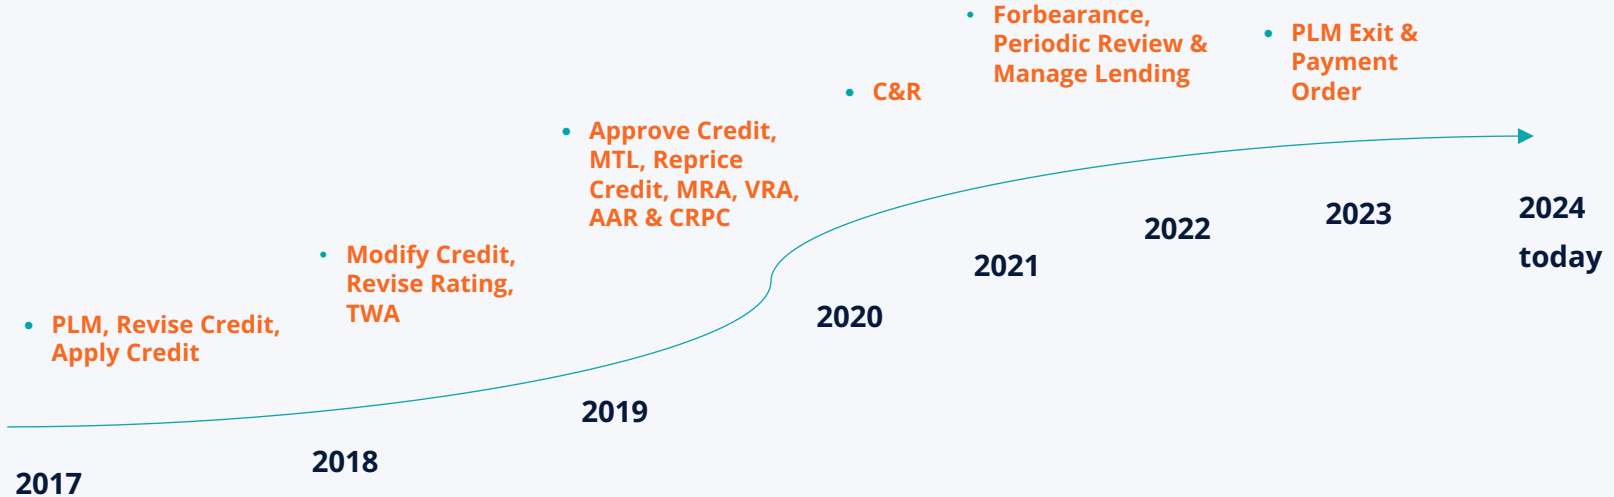 • Forbearance,
Periodic Review &
Manage Lending
• PLM Exit &
Payment
Order
• C&R
• Approve Credit,
MTL, Reprice
Credit, MRA, VRA,
AAR & CRPC
• Modify Credit,
Revise Rating,
TWA
• PLM, Revise Credit,
Apply Credit
2017
2018
2019
2020
2021
2022
2023
2024
today